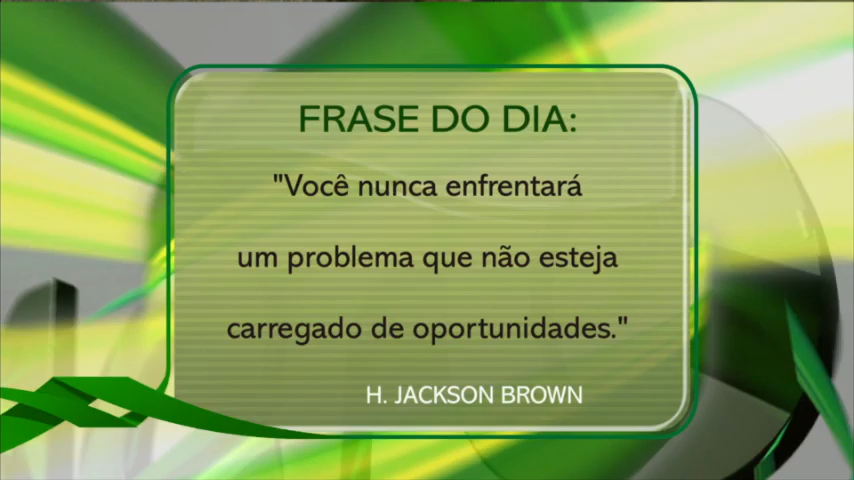 FRASE DO DIA:
"Você nunca enfrentará
um problema que não esteja
carregado de oportunidades."
H. JACKSON BROWN